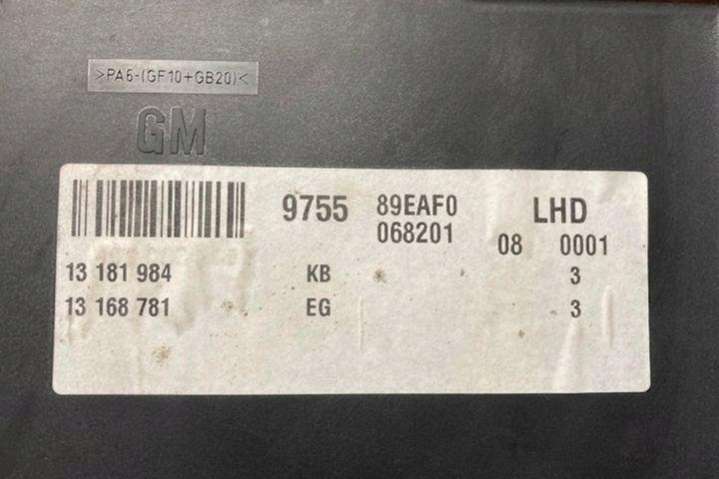 >PA6-(GF10+GB20)<
GM
9755 89EAF0 LHD
068201 08 0001
13 181 984 KB 3
13 168 781 EG 3